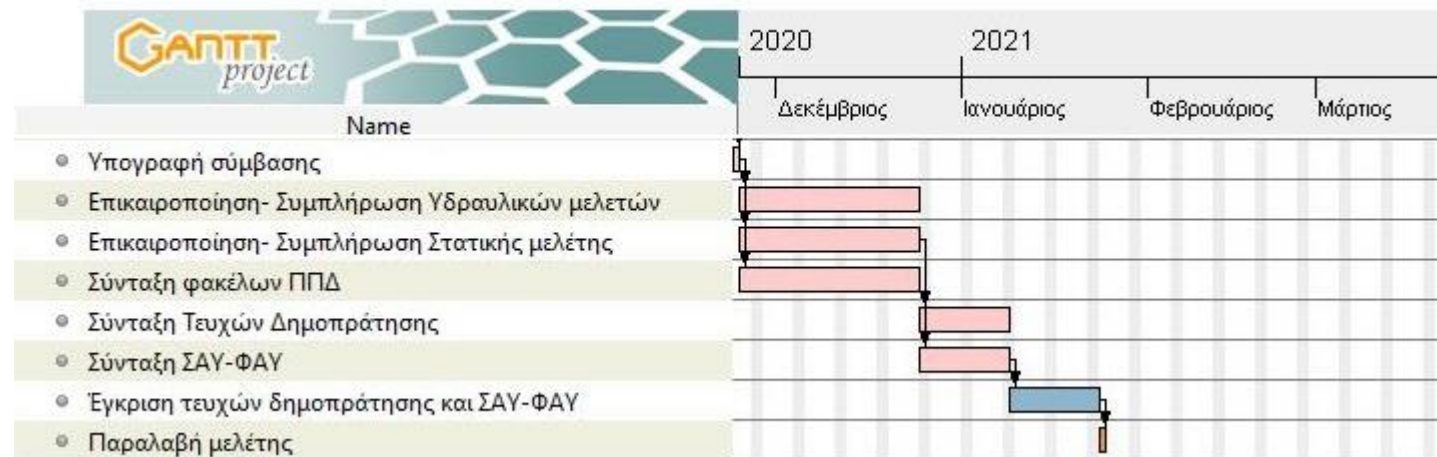 GANTT
project
2020 2021
Δεκέμβριος Ιανουάριος Φεβρουάριος Μάρτιος
Name
Υπογραφή σύμβασης
Επικαιροποίηση- Συμπλήρωση Υδραυλικών μελετών
Επικαιροποίηση- Συμπλήρωση Στατικής μελέτης
Σύνταξη φακέλων ΠΠΔ
Σύνταξη Τευχών Δημοπράτησης
Σύνταξη ΣΑΥ-ΦΑΥ
Έγκριση τευχών δημοπράτησης και ΣΑΥ-ΦΑΥ
Παραλαβή μελέτης